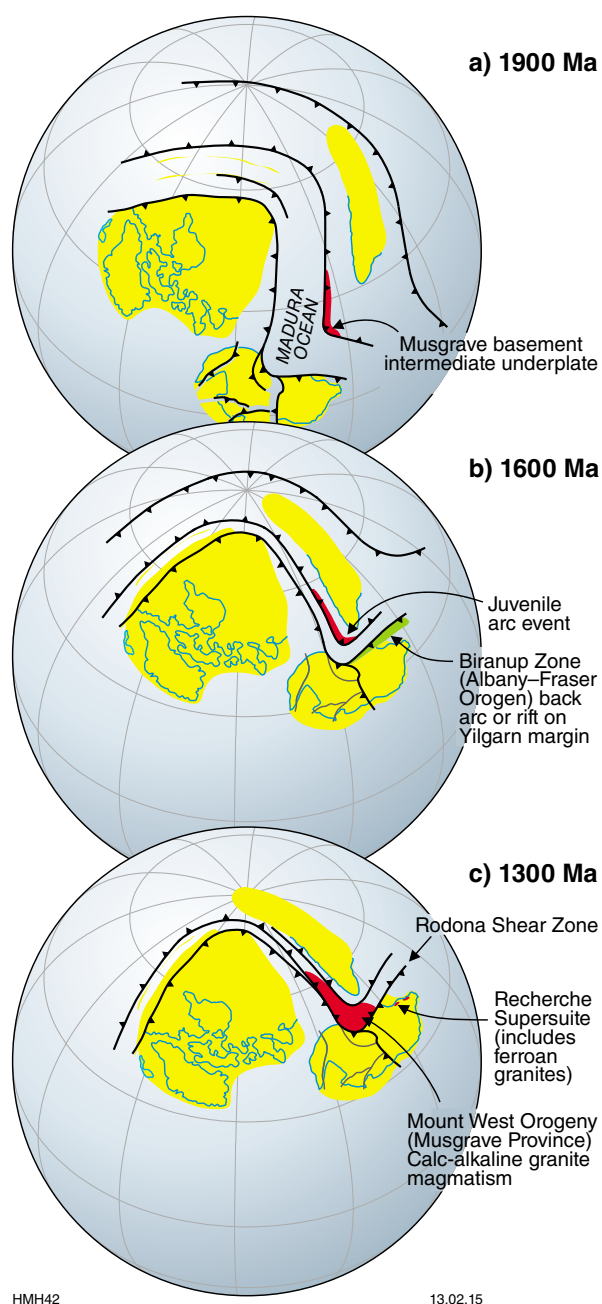 a) 1900 Ma
MADURA
OCEAN
Musgrave basement
intermediate underplate
b) 1600 Ma
Juvenile
arc event
Biranup Zone
(Albany–Fraser
Orogen) back
arc or rift on
Yilgarn margin
c) 1300 Ma
Rodona Shear Zone
Recherche
Supersuite
(includes
ferroan
granites)
Mount West Orogeny
(Musgrave Province)
Calc-alkaline granite
magmatism
HMH42
13.02.15